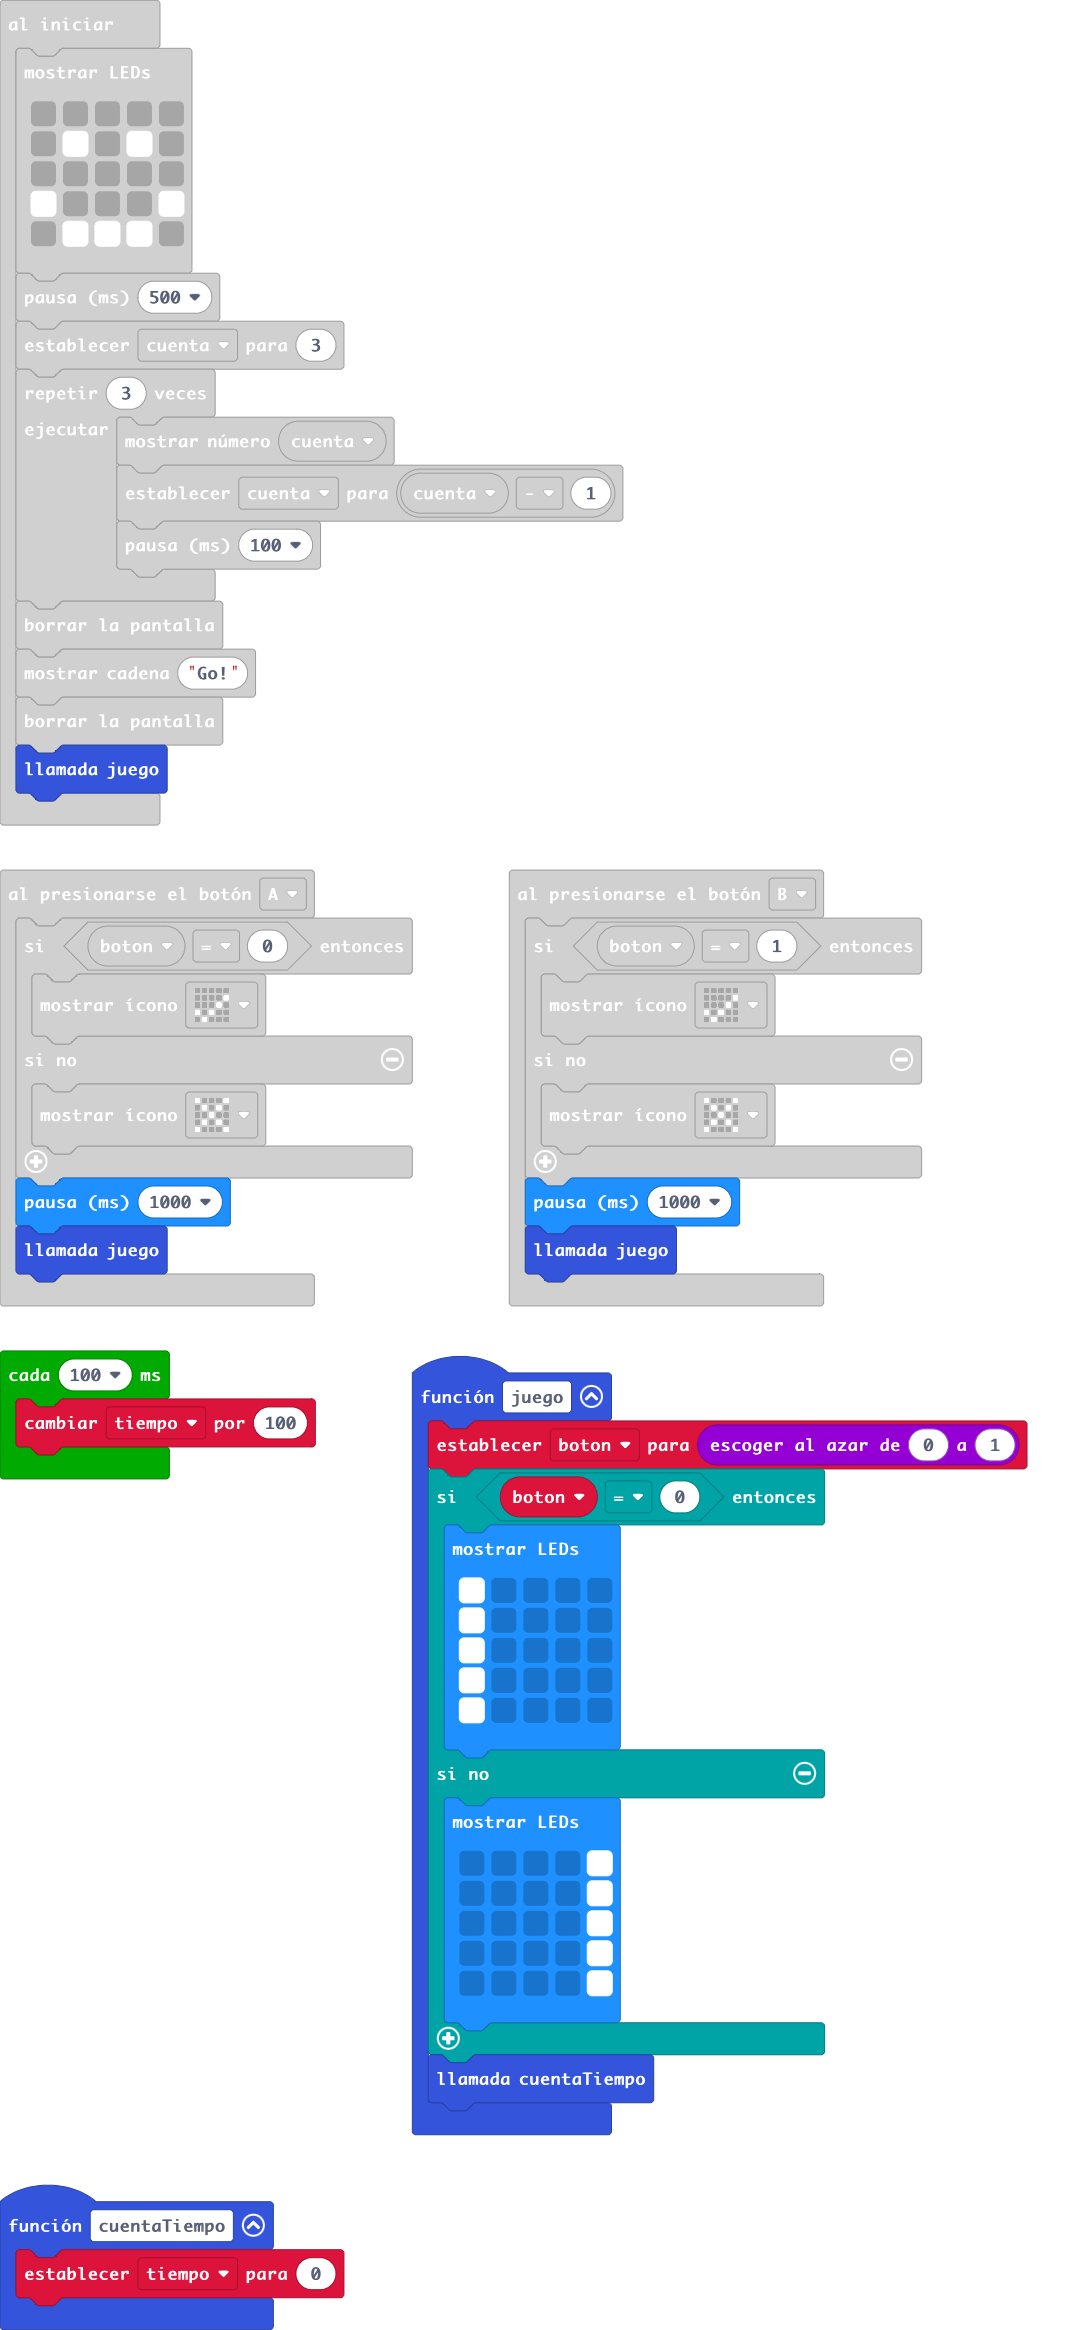 al iniciar
mostrar LEDs
pausa (ms) 500
establecer cuenta para 3
repetir 3 veces
ejecutar
mostrar número cuenta
establecer cuenta para cuenta - 1
pausa (ms) 100
borrar la pantalla
mostrar cadena "Go!"
borrar la pantalla
llamada juego
al presionarse el botón A
si boton = 0 entonces
mostrar ícono
si no
mostrar ícono
pausa (ms) 1000
llamada juego
al presionarse el botón B
si boton = 1 entonces
mostrar ícono
si no
mostrar ícono
pausa (ms) 1000
llamada juego
cada 100 ms
cambiar tiempo por 100
función juego
establecer boton para escoger al azar de 0 a 1
si boton = 0 entonces
mostrar LEDs
si no
mostrar LEDs
llamada cuentaTiempo
función cuentaTiempo
establecer tiempo para 0